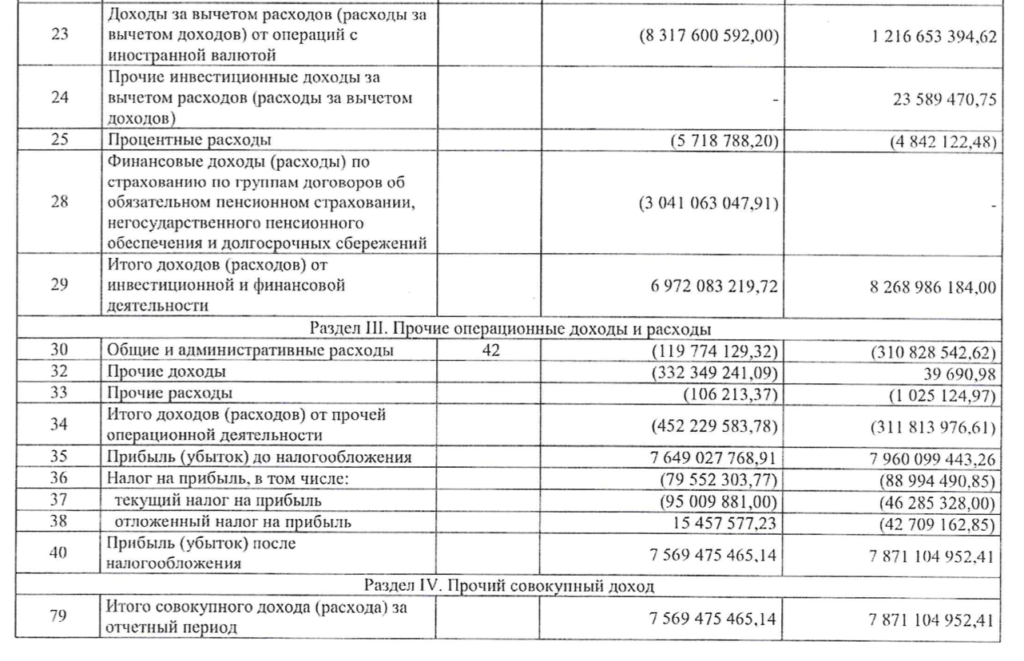 23 Доходы за вычетом расходов (расходы за
вычетом доходов) от операций с
иностранной валютой (8 317 600 592,00) 1 216 653 394,62
24 Прочие инвестиционные доходы за
вычетом расходов (расходы за вычетом
доходов) - 23 589 470,75
25 Процентные расходы (5 718 788,20) (4 842 122,48)
28 Финансовые доходы (расходы) по
страхованию по группам договоров об
обязательном пенсионном страховании,
негосударственного пенсионного
обеспечения и долгосрочных сбережений (3 041 063 047,91) -
29 Итого доходов (расходов) от
инвестиционной и финансовой
деятельности 6 972 083 219,72 8 268 986 184,00
Раздел III. Прочие операционные доходы и расходы
30 Общие и административные расходы 42 (119 774 129,32) (310 828 542,62)
32 Прочие доходы (332 349 241,09) 39 690,98
33 Прочие расходы (106 213,37) (1 025 124,97)
34 Итого доходов (расходов) от прочей
операционной деятельности (452 229 583,78) (311 813 976,61)
35 Прибыль (убыток) до налогообложения 7 649 027 768,91 7 960 099 443,26
36 Налог на прибыль, в том числе: (79 552 303,77) (88 994 490,85)
37 текущий налог на прибыль (95 009 881,00) (46 285 328,00)
38 отложенный налог на прибыль 15 457 577,23 (42 709 162,85)
40 Прибыль (убыток) после
налогообложения 7 569 475 465,14 7 871 104 952,41
Раздел IV. Прочий совокупный доход
79 Итого совокупного дохода (расхода) за
отчетный период 7 569 475 465,14 7 871 104 952,41